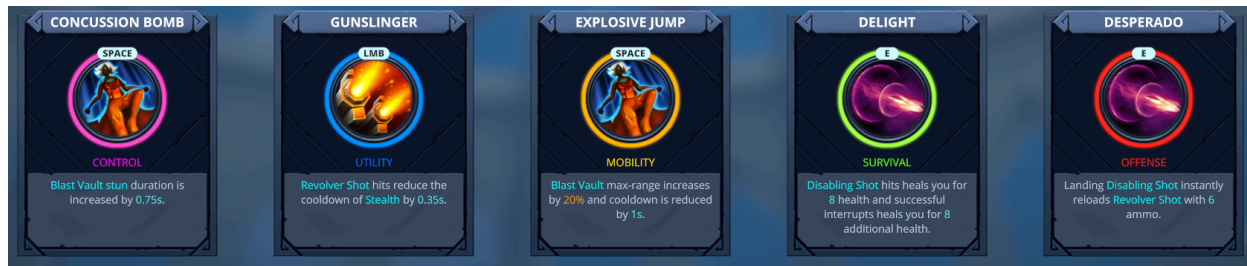 CONCUSSION BOMB
SPACE
CONTROL
Blast Vault stun duration is
increased by 0.75s.
GUNSLINGER
LMB
UTILITY
Revolver Shot hits reduce the
cooldown of Stealth by 0.35s.
EXPLOSIVE JUMP
SPACE
MOBILITY
Blast Vault max-range increases
by 20% and cooldown is reduced
by 1s.
DELIGHT
E
SURVIVAL
Disabling Shot hits heals you for
8 health and successful
interrupts heals you for 8
additional health.
DESPERADO
E
OFFENSE
Landing Disabling Shot instantly
reloads Revolver Shot with 6
ammo.